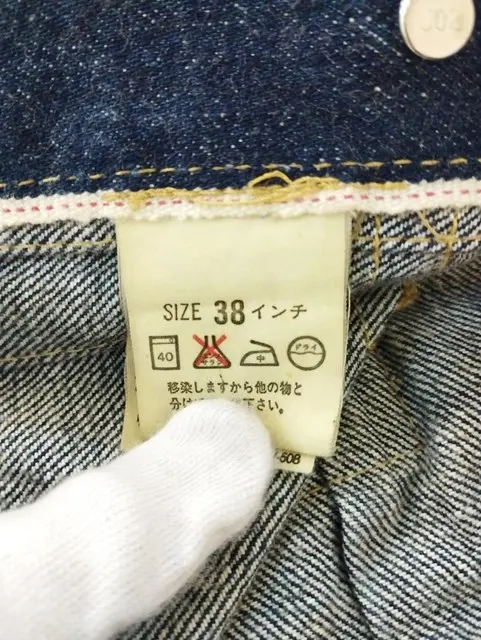 SIZE 38 インチ
40 中 ドライ
移染しますから他の物と
分け 下さい。